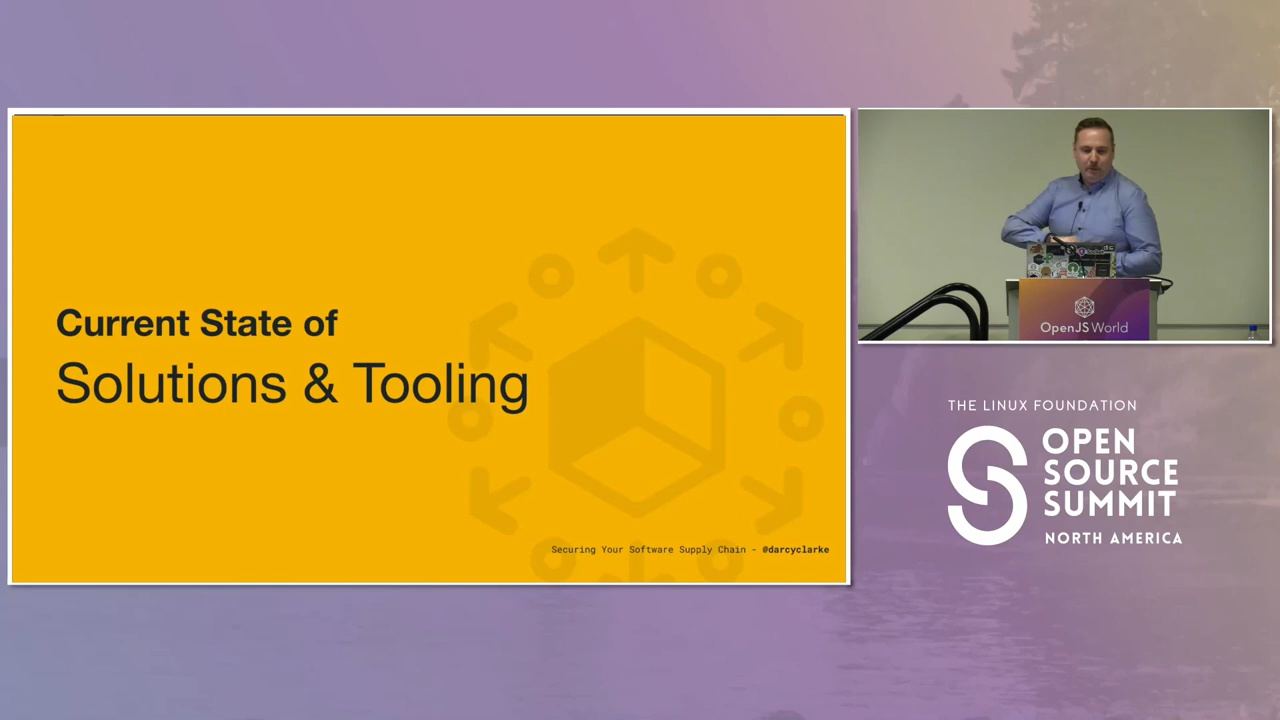 Current State of
Solutions & Tooling
Securing Your Software Supply Chain - @darcyclarke
OpenJS World
THE LINUX FOUNDATION
OPEN
SOURCE
SUMMIT
NORTH AMERICA